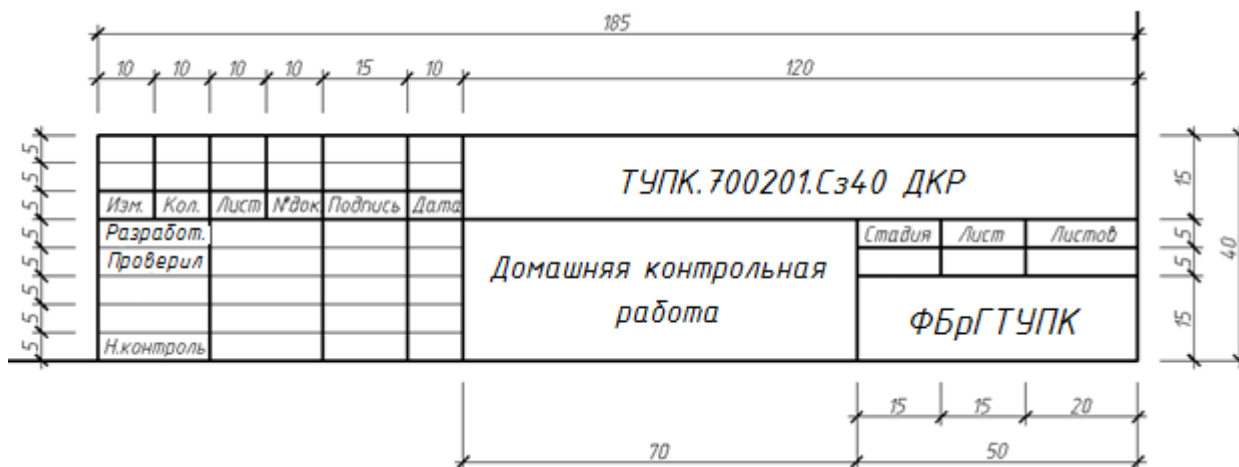 185
10 10 10 10 15 10 120
ТУПК.700201.Сз40 ДКР
Изм. Кол. Лист №док Подпись Дата
Разработ.
Проверил
Н.контроль
Домашняя контрольная
работа
Стадия Лист Листов
ФБрГТУПК
5
5
5
5
5
5
5
5
15
5
5
15
40
15 15 20
70 50